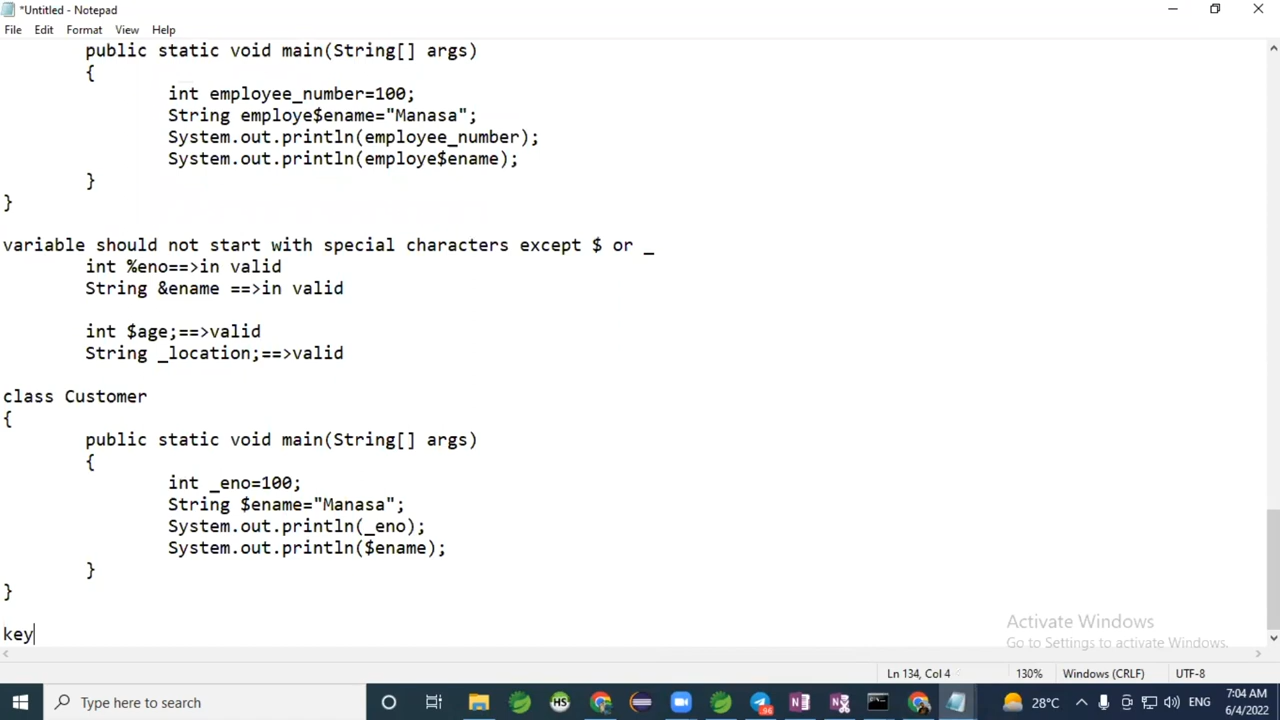 *Untitled - Notepad
File Edit Format View Help
public static void main(String[] args)
{
int employee_number=100;
String employe$ename="Manasa";
System.out.println(employee_number);
System.out.println(employe$ename);
}
}
variable should not start with special characters except $ or _
int %eno==>in valid
String &ename ==>in valid
int $age;==>valid
String _location;==>valid
class Customer
{
public static void main(String[] args)
{
int _eno=100;
String $ename="Manasa";
System.out.println(_eno);
System.out.println($ename);
}
}
key
Activate Windows
Go to Settings to activate Windows.
Ln 134, Col 4 130% Windows (CRLF) UTF-8
Type here to search
HS
96
28°C
ENG
7:04 AM
6/4/2022